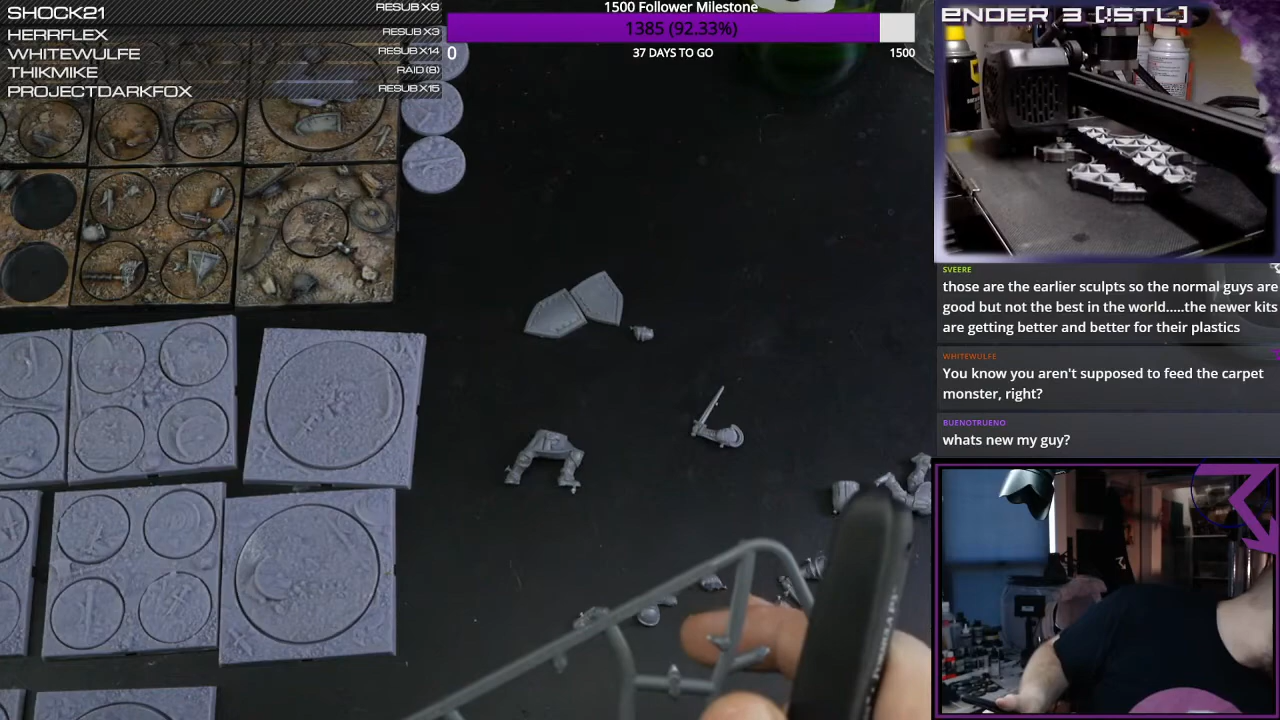 SHOCK21 RESUB X9
HERRFLEX RESUB X3
WHITEWULFE RESUB X14
THIKMIKE RAID (8)
PROJECTDARKFOX RESUB X15
1500 Follower Milestone
1385 (92.33%)
0 37 DAYS TO GO 1500
ENDER 3 [!STL]
SVEERE
those are the earlier sculpts so the normal guys are
good but not the best in the world.....the newer kits
are getting better and better for their plastics
WHITEWULFE
You know you aren't supposed to feed the carpet
monster, right?
BUENOTRUENO
whats new my guy?